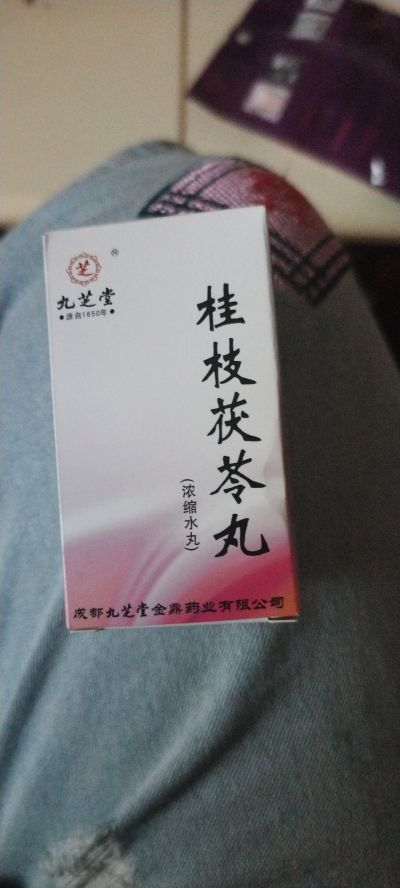 芝
®
九芝堂
●源自1650年●
桂枝茯苓丸
(浓缩水丸)
成都九芝堂金鼎药业有限公司